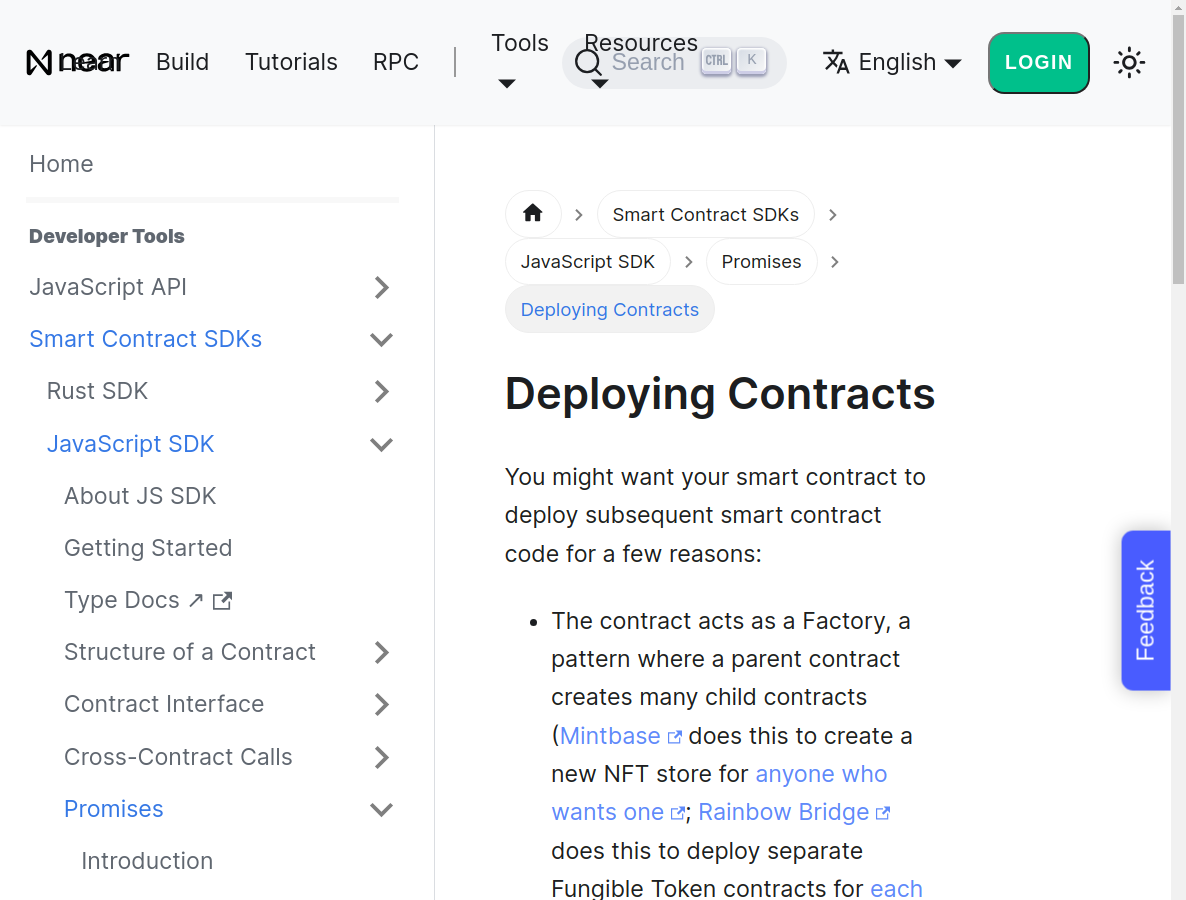 near
Learn
Build
Tutorials
RPC
Tools
Resources
Search
CTRL
K
English
LOGIN
Home
Developer Tools
JavaScript API
Smart Contract SDKs
Rust SDK
JavaScript SDK
About JS SDK
Getting Started
Type Docs ↗
Structure of a Contract
Contract Interface
Cross-Contract Calls
Promises
Introduction
Smart Contract SDKs
JavaScript SDK
Promises
Deploying Contracts
Deploying Contracts
You might want your smart contract to
deploy subsequent smart contract
code for a few reasons:
• The contract acts as a Factory, a
pattern where a parent contract
creates many child contracts
(Mintbase does this to create a
new NFT store for anyone who
wants one; Rainbow Bridge
does this to deploy separate
Fungible Token contracts for each
Feedback